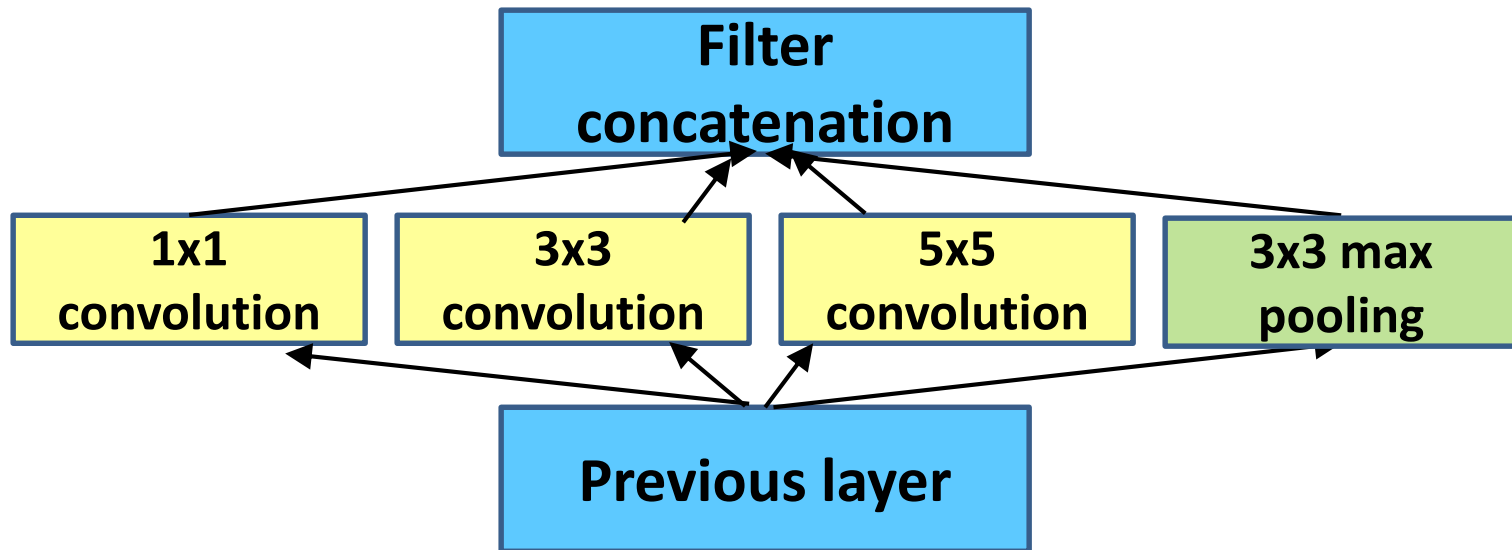 Filter
concatenation
1x1
convolution
3x3
convolution
5x5
convolution
3x3 max
pooling
Previous layer